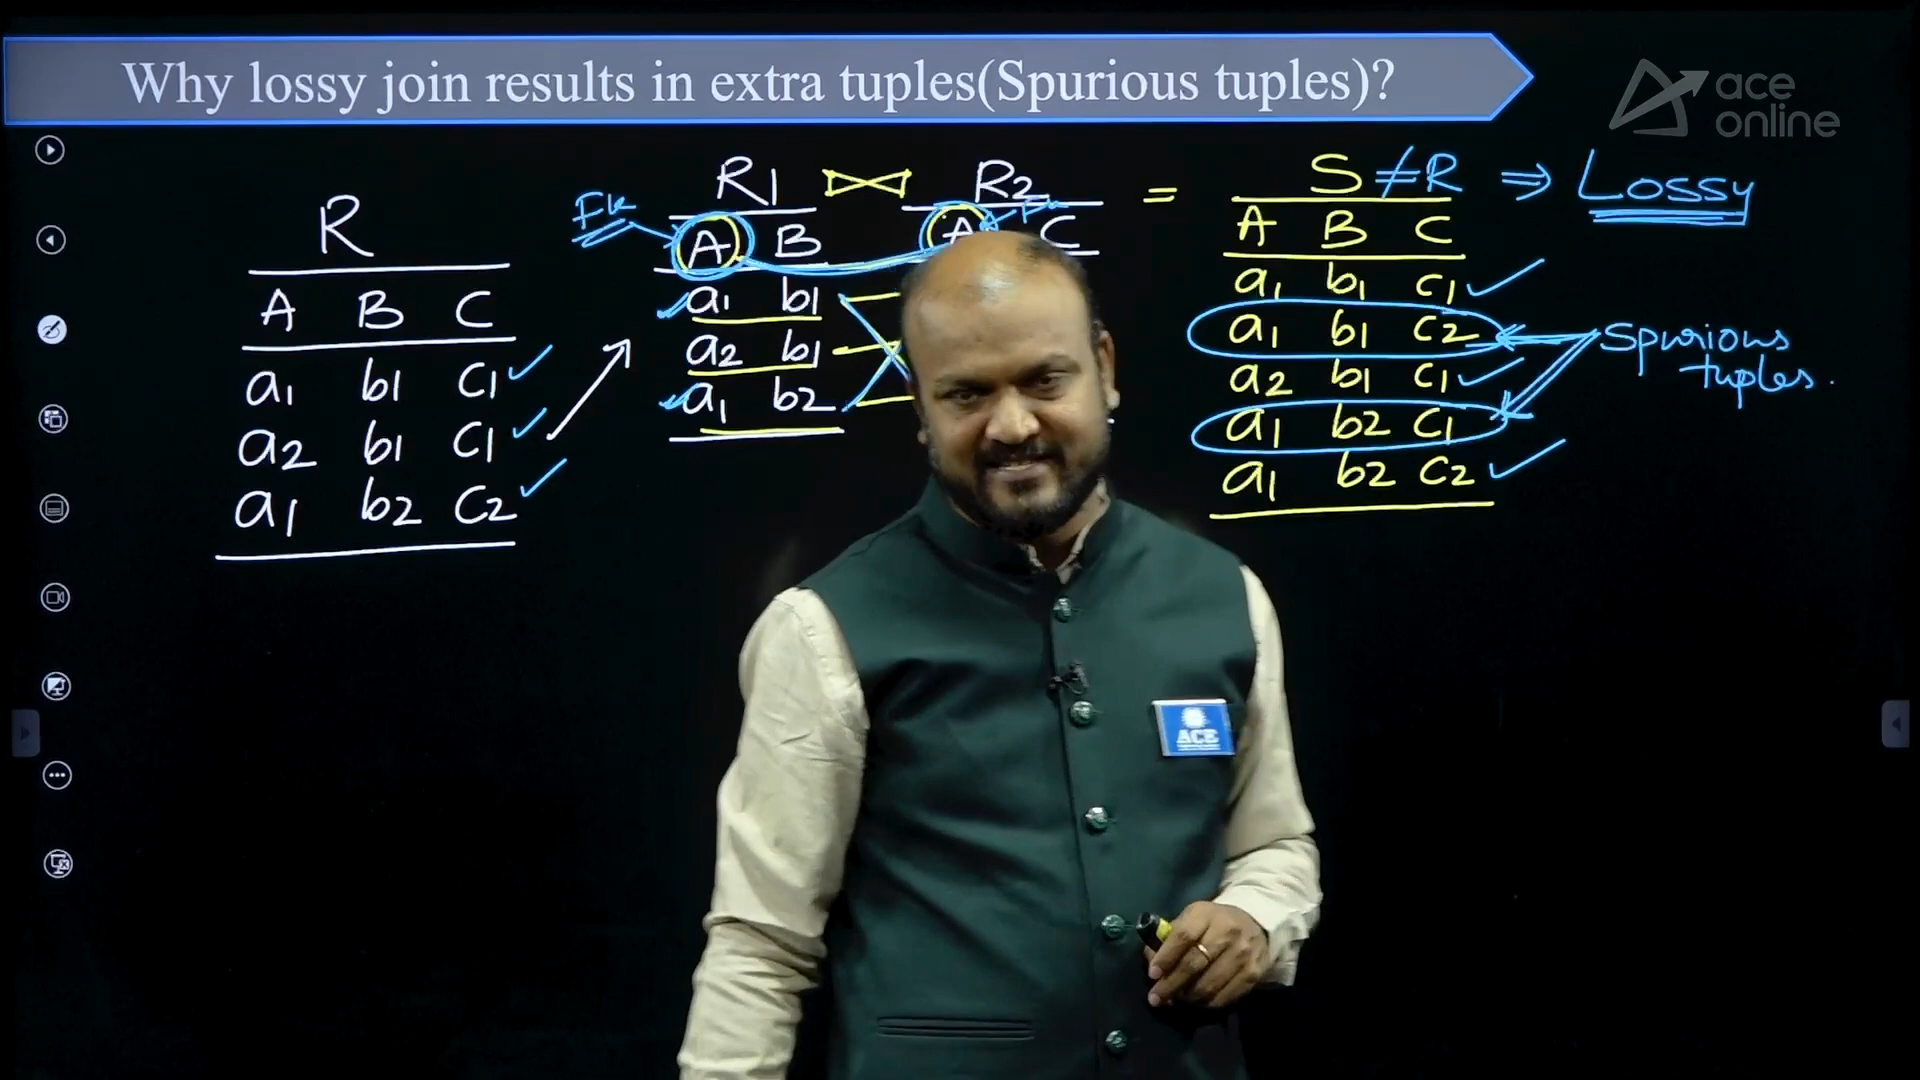 Why lossy join results in extra tuples(Spurious tuples)?
ace
online
R
A B C
a1 b1 c1
a2 b1 c1
a1 b2 c2
R1 ⋈ R2 = S ≠ R ⇒ Lossy
Fk
A B
a1 b1
a2 b1
a1 b2
A C
A B C
a1 b1 c1
a1 b1 c2
a2 b1 c1
a1 b2 c1
a1 b2 c2
Spurious
tuples.
ACE